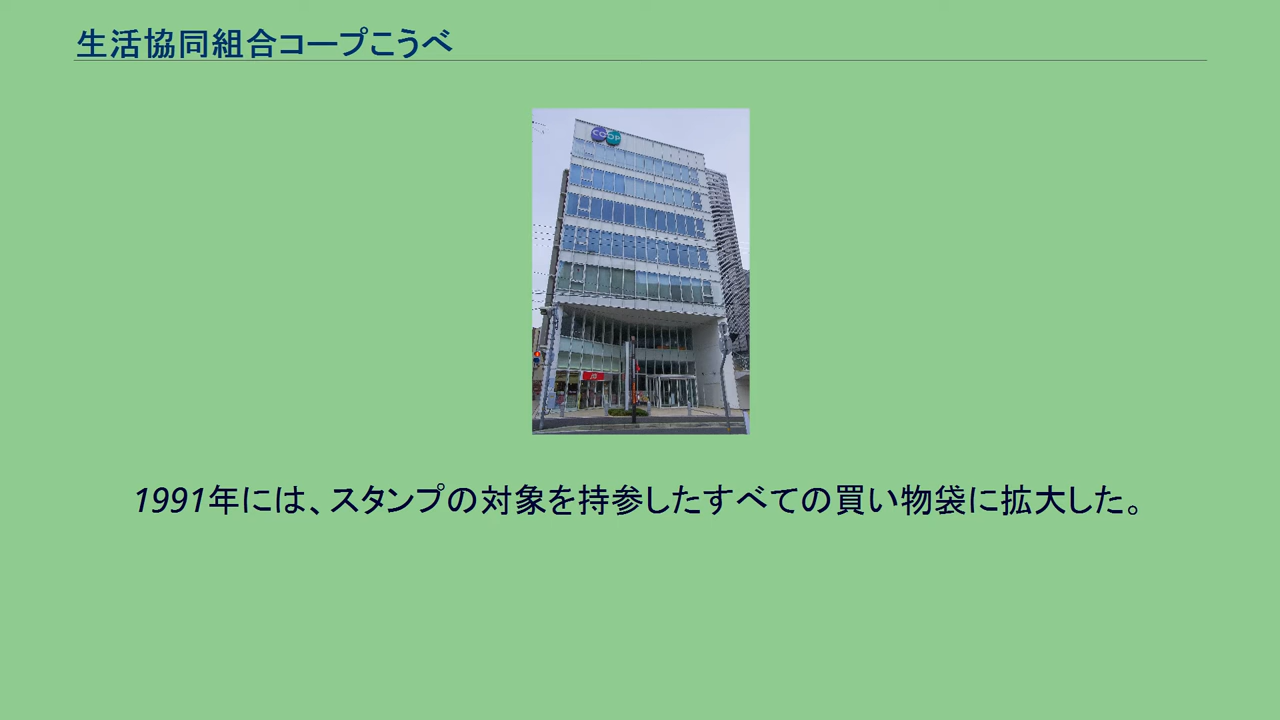 生活協同組合コープこうべ
COOP
1991年には、スタンプの対象を持参したすべての買い物袋に拡大した。